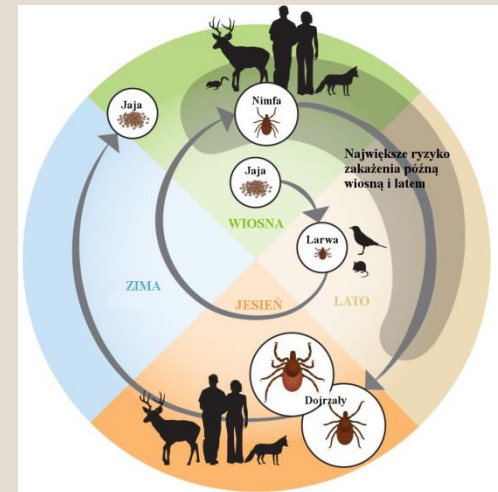 Jaja
Nimfa
Największe ryzyko
zakażenia późną
wiosną i latem
Jaja
WIOSNA
Larwa
ZIMA
JESIEŃ
LATO
Dojrzały